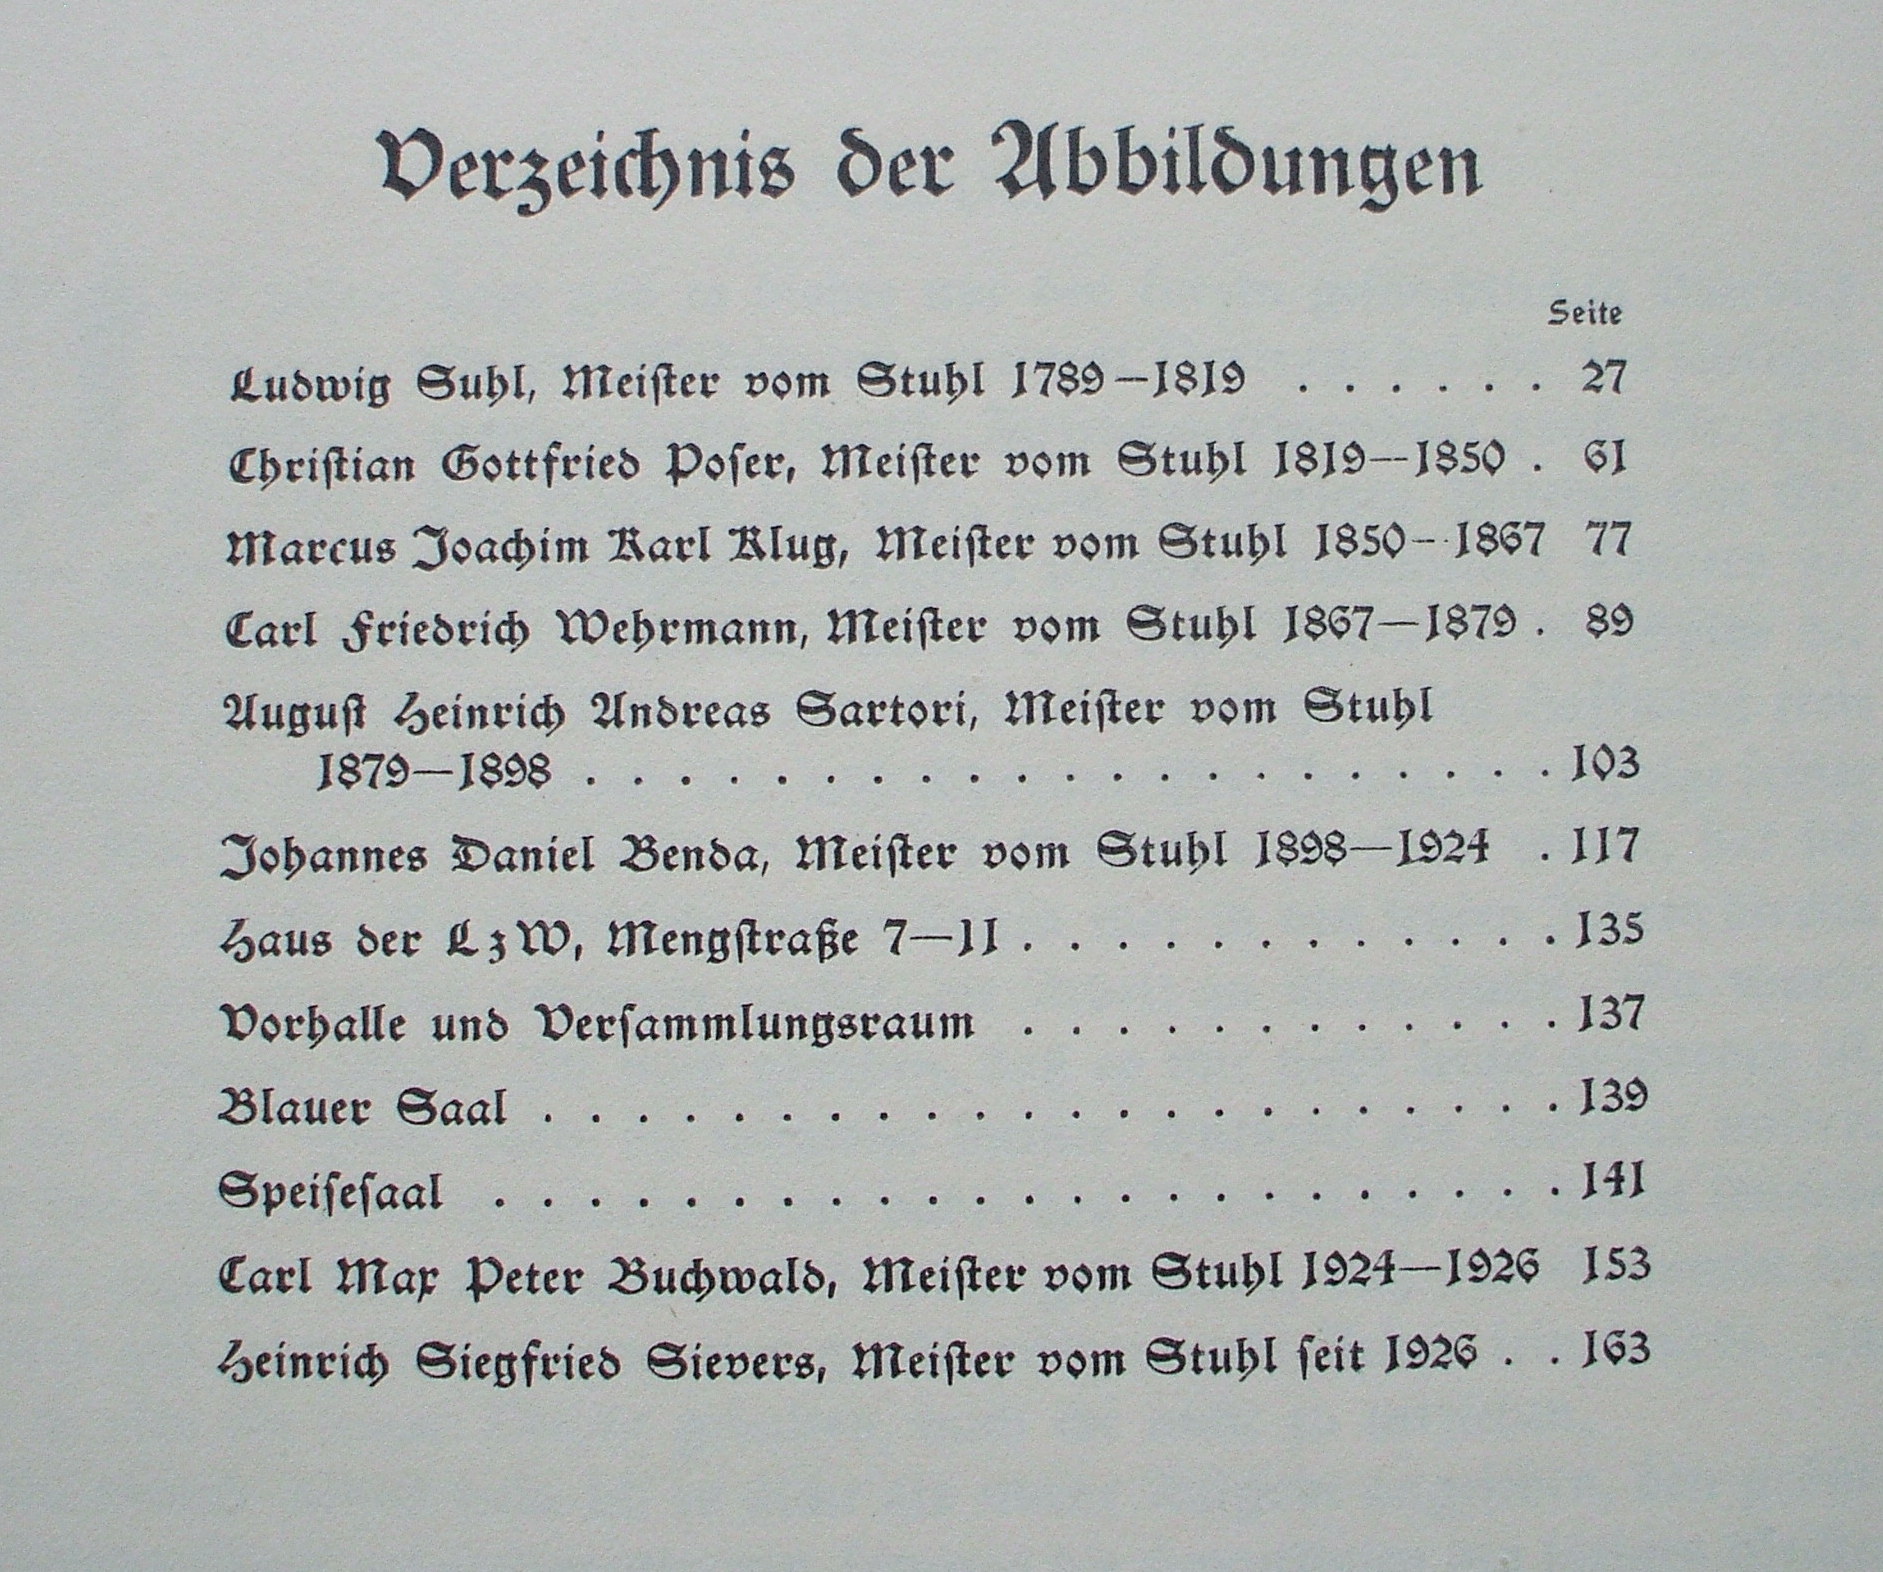 Verzeichnis der Abbildungen
Seite
Ludwig Suhl, Meister vom Stuhl 1789—1819 . . . . . . 27
Christian Gottfried Poser, Meister vom Stuhl 1819—1850 . 61
Marcus Joachim Karl Klug, Meister vom Stuhl 1850—1867 77
Carl Friedrich Wehrmann, Meister vom Stuhl 1867—1879 . 89
August Heinrich Andreas Sartori, Meister vom Stuhl
1879—1898 . . . . . . . . . . . . . . . . . . . . . 103
Johannes Daniel Benda, Meister vom Stuhl 1898—1924 . 117
Haus der LzW, Mengstraße 7—11 . . . . . . . . . . . . 135
Vorhalle und Versammlungsraum . . . . . . . . . . . . 137
Blauer Saal . . . . . . . . . . . . . . . . . . . . . . 139
Speisesaal . . . . . . . . . . . . . . . . . . . . . . . 141
Carl Max Peter Buchwald, Meister vom Stuhl 1924—1926 153
Heinrich Siegfried Sievers, Meister vom Stuhl seit 1926 . . 163